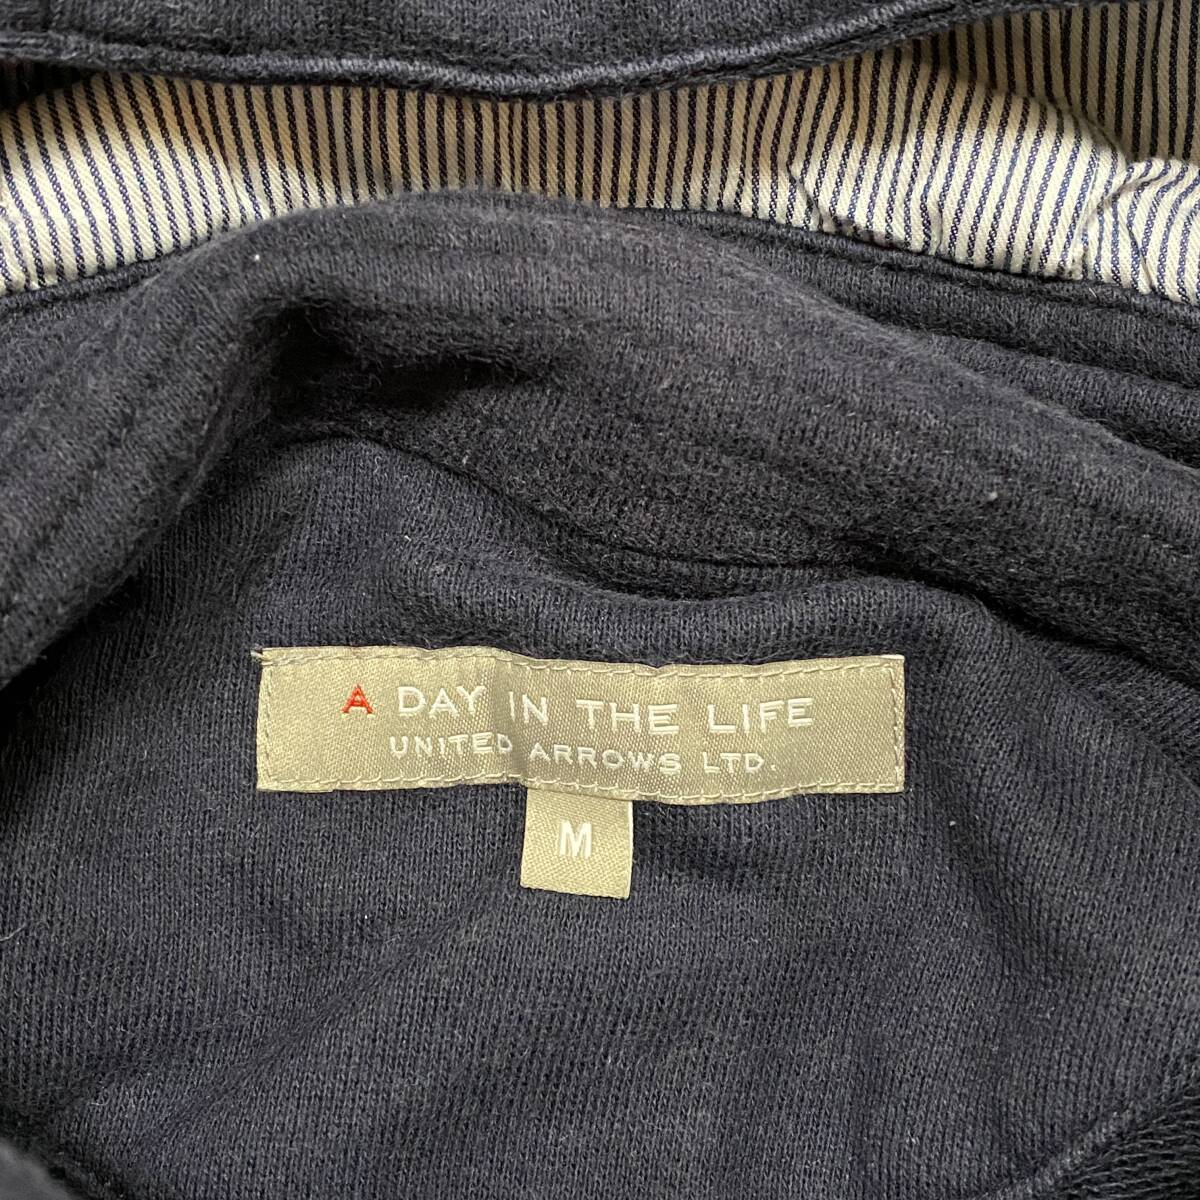 A DAY IN THE LIFE
UNITED ARROWS LTD.
M